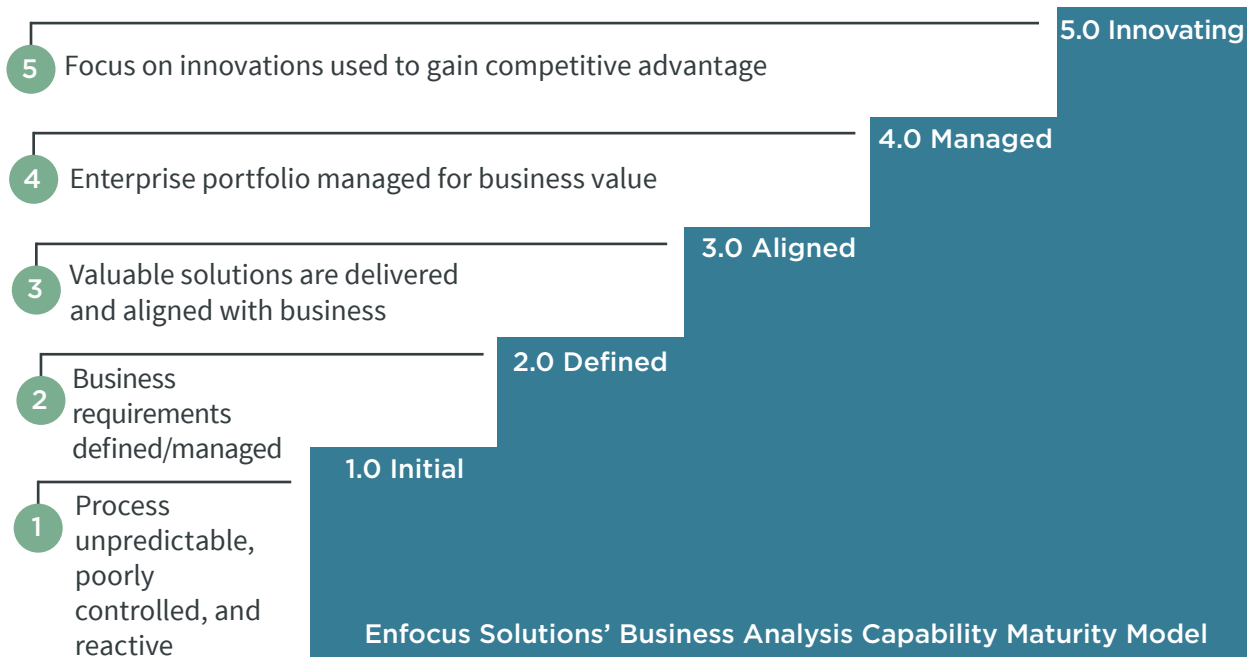 5.0 Innovating
5
Focus on innovations used to gain competitive advantage
4.0 Managed
4
Enterprise portfolio managed for business value
3.0 Aligned
3
Valuable solutions are delivered
and aligned with business
2.0 Defined
2
Business
requirements
defined/managed
1.0 Initial
1
Process
unpredictable,
poorly
controlled, and
reactive
Enfocus Solutions’ Business Analysis Capability Maturity Model